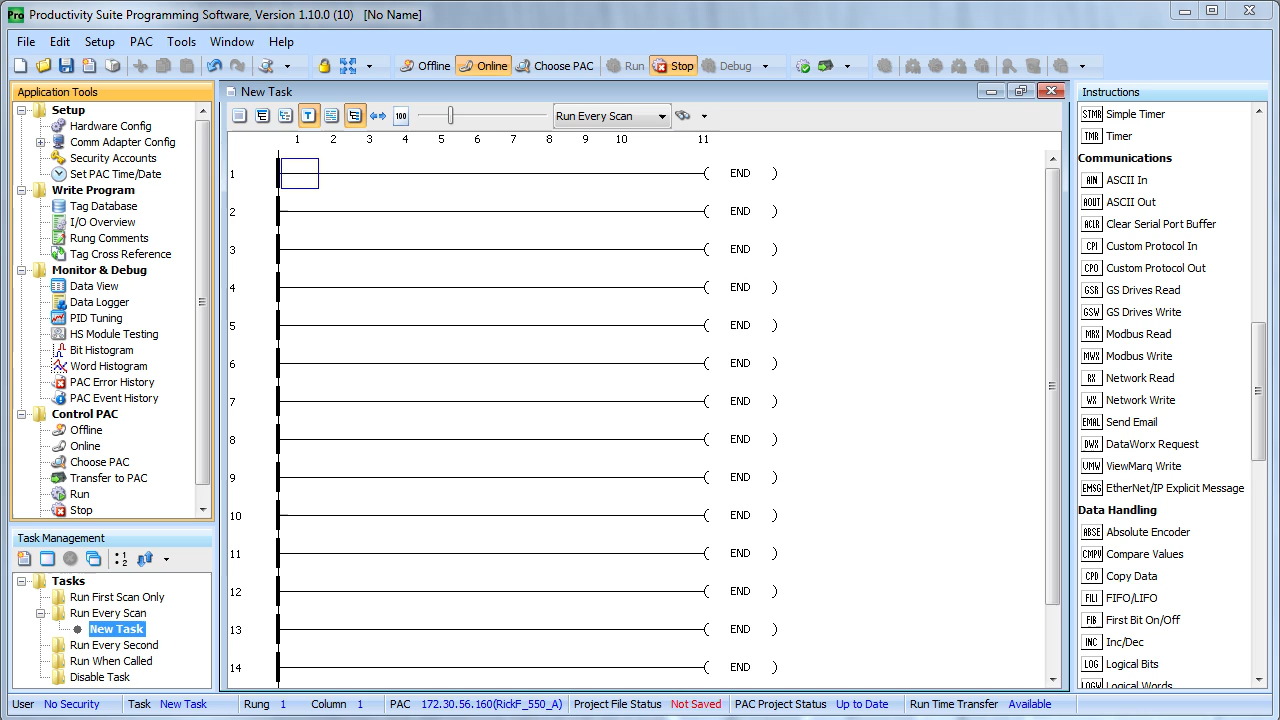 Pro Productivity Suite Programming Software, Version 1.10.0 (10) [No Name]
File Edit Setup PAC Tools Window Help
Offline Online Choose PAC Run Stop Debug
Application Tools
Setup
Hardware Config
Comm Adapter Config
Security Accounts
Set PAC Time/Date
Write Program
Tag Database
I/O Overview
Rung Comments
Tag Cross Reference
Monitor & Debug
Data View
Data Logger
PID Tuning
HS Module Testing
Bit Histogram
Word Histogram
PAC Error History
PAC Event History
Control PAC
Offline
Online
Choose PAC
Transfer to PAC
Run
Stop
Task Management
1
2
Tasks
Run First Scan Only
Run Every Scan
New Task
Run Every Second
Run When Called
Disable Task
New Task
T 100 Run Every Scan
1 2 3 4 5 6 7 8 9 10 11
1 ( END )
2 ( END )
3 ( END )
4 ( END )
5 ( END )
6 ( END )
7 ( END )
8 ( END )
9 ( END )
10 ( END )
11 ( END )
12 ( END )
13 ( END )
14 ( END )
Instructions
STMR Simple Timer
TMR Timer
Communications
AIN ASCII In
AOUT ASCII Out
ACLR Clear Serial Port Buffer
CPI Custom Protocol In
CPO Custom Protocol Out
GSR GS Drives Read
GSW GS Drives Write
MRX Modbus Read
MWX Modbus Write
RX Network Read
WX Network Write
EMAL Send Email
DWX DataWorx Request
VMW ViewMarq Write
EMSG EtherNet/IP Explicit Message
Data Handling
ABSE Absolute Encoder
CMPV Compare Values
CPD Copy Data
FILI FIFO/LIFO
FIB First Bit On/Off
INC Inc/Dec
LOG Logical Bits
LOGW Logical Words
User No Security Task New Task Rung 1 Column 1 PAC 172.30.56.160(RickF_550_A) Project File Status Not Saved PAC Project Status Up to Date Run Time Transfer Available